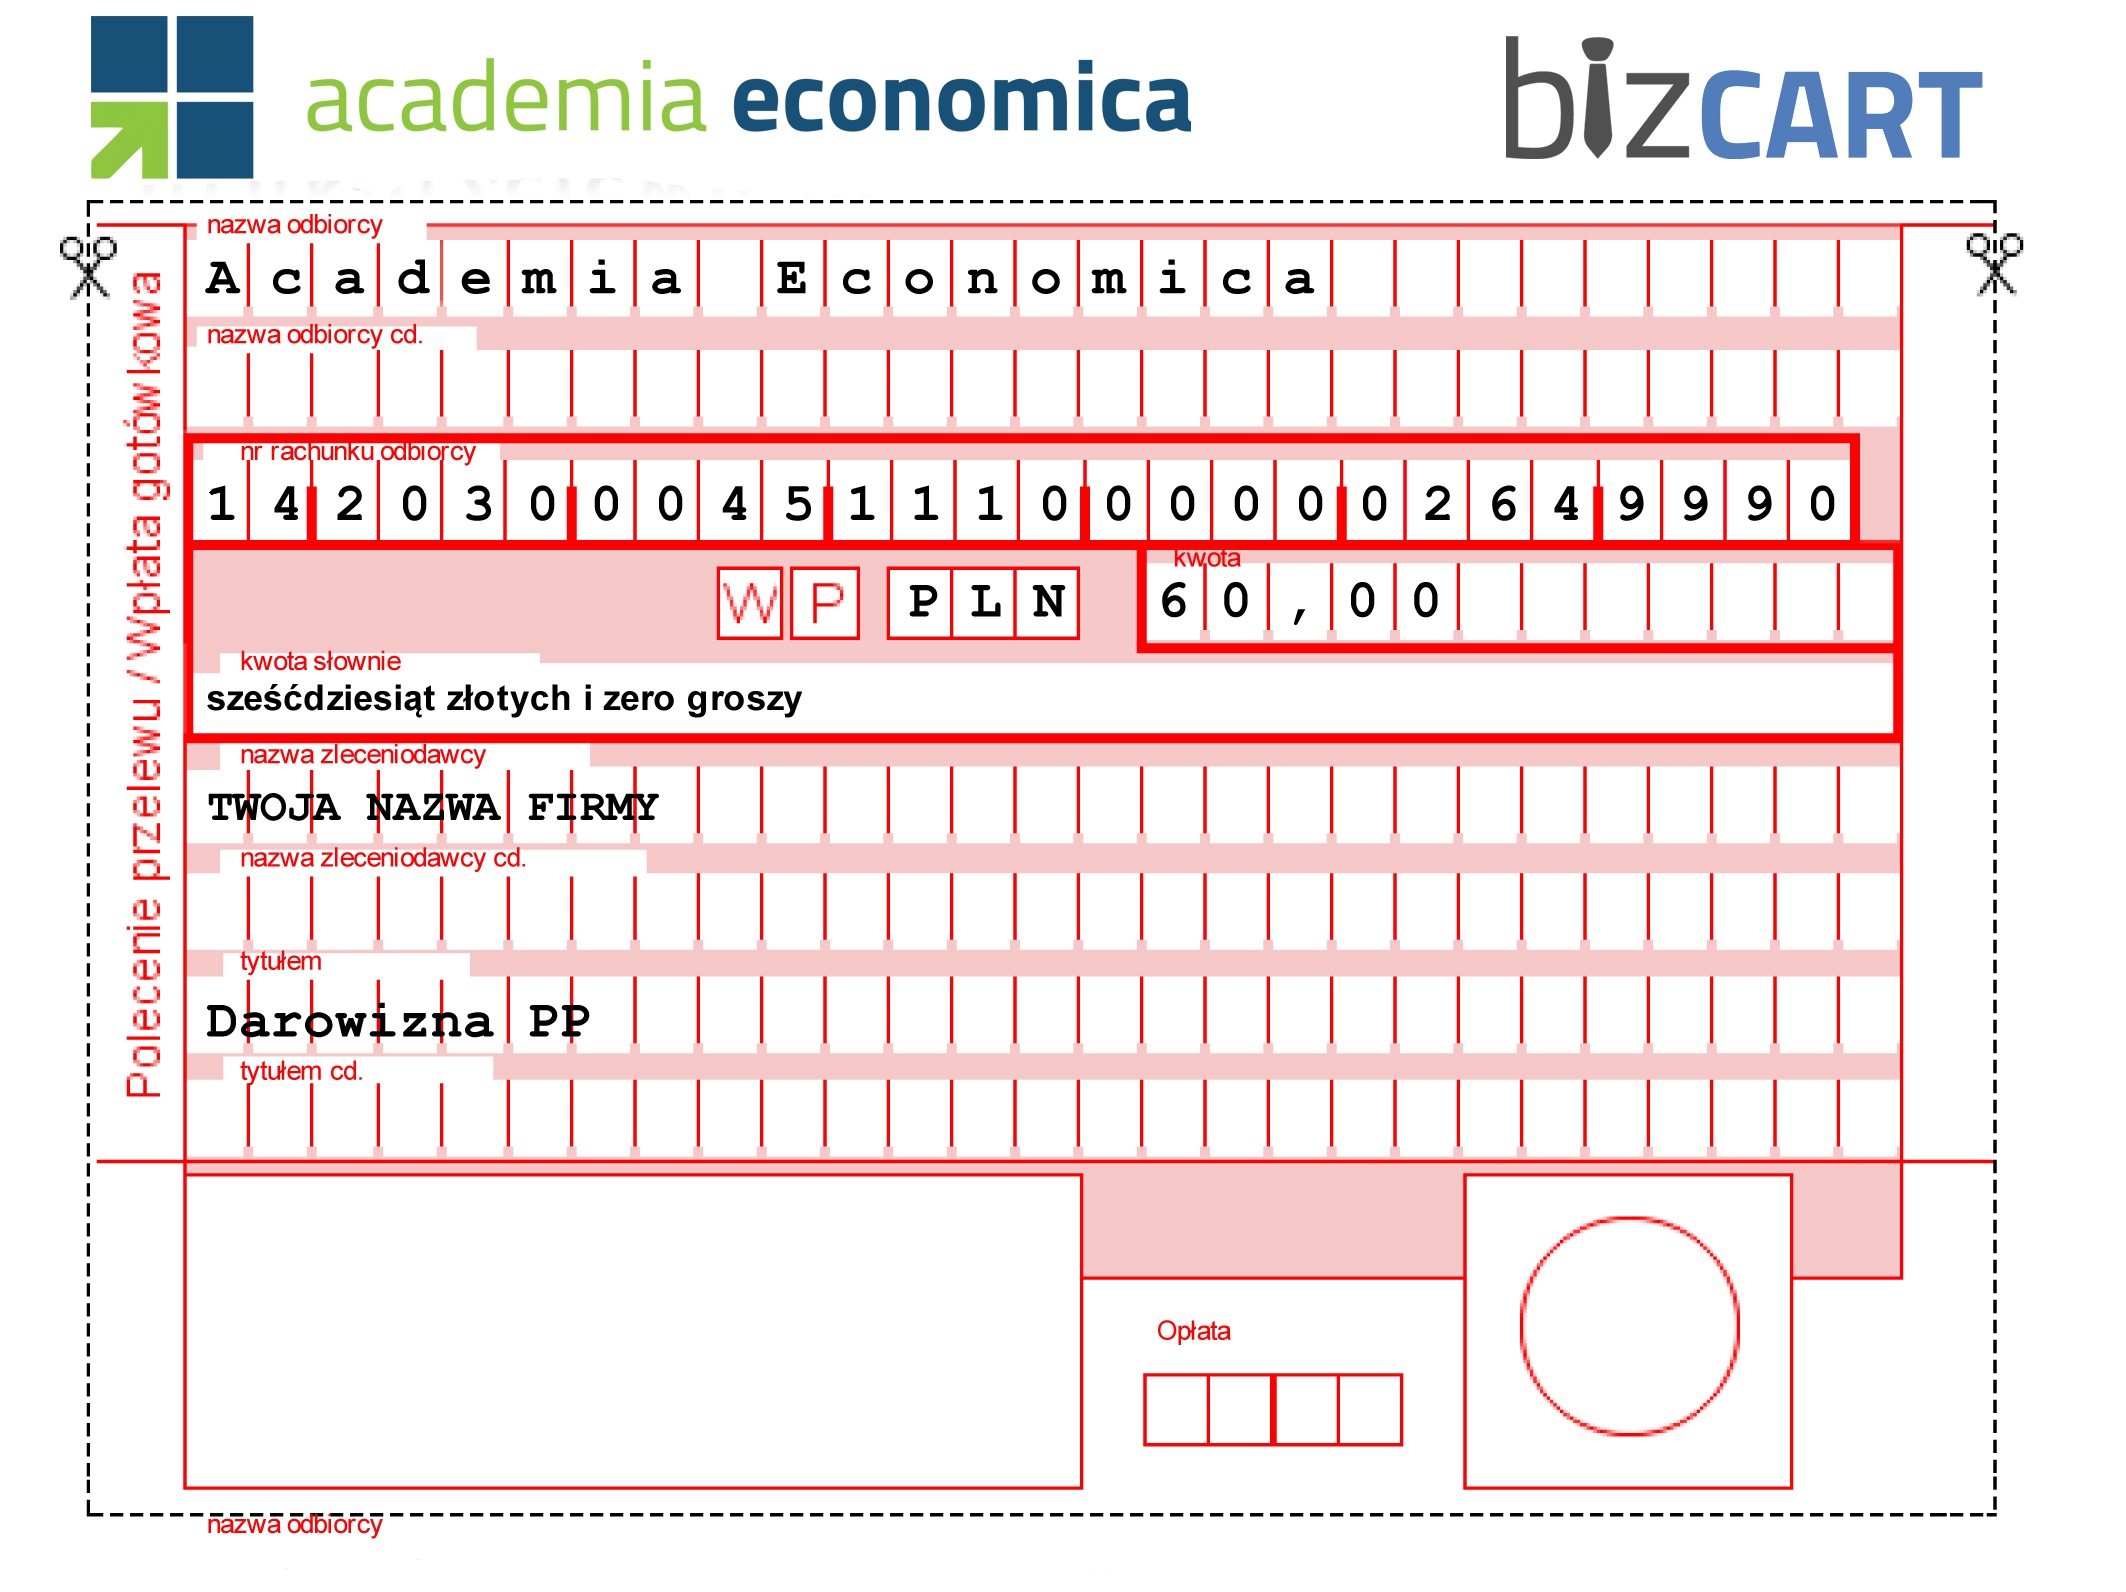 academia economica
bizCART
nazwa odbiorcy
Academia Economica
nazwa odbiorcy cd.
nr rachunku odbiorcy
14 2030 0045 1110 0000 0264 9990
kwota
W P PLN 60,00
kwota słownie
sześćdziesiąt złotych i zero groszy
nazwa zleceniodawcy
TWOJA NAZWA FIRMY
nazwa zleceniodawcy cd.
tytułem
Darowizna PP
tytułem cd.
Polecenie przelewu / Wpłata gotówkowa
Opłata
nazwa odbiorcy